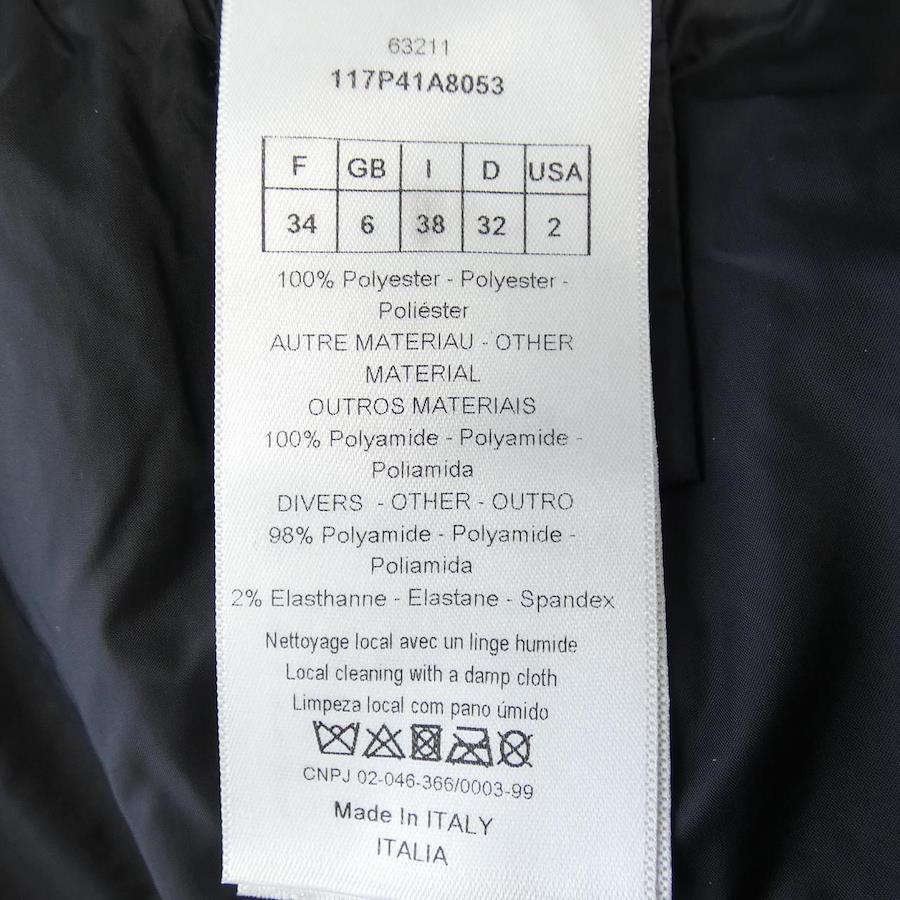 63211
117P41A8053
F GB I D USA
34 6 38 32 2
100% Polyester - Polyester -
Poliéster
AUTRE MATERIAU - OTHER
MATERIAL
OUTROS MATERIAIS
100% Polyamide - Polyamide -
Poliamida
DIVERS - OTHER - OUTRO
98% Polyamide - Polyamide -
Poliamida
2% Elasthanne - Elastane - Spandex
Nettoyage local avec un linge humide
Local cleaning with a damp cloth
Limpeza local com pano úmido
CNPJ 02-046-366/0003-99
Made In ITALY
ITALIA